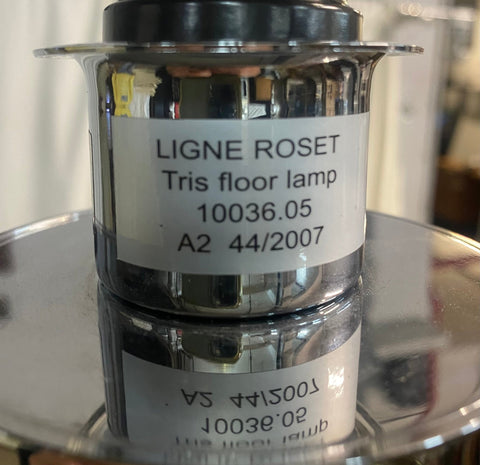 LIGNE ROSET
Tris floor lamp
10036.05
A2 44/2007